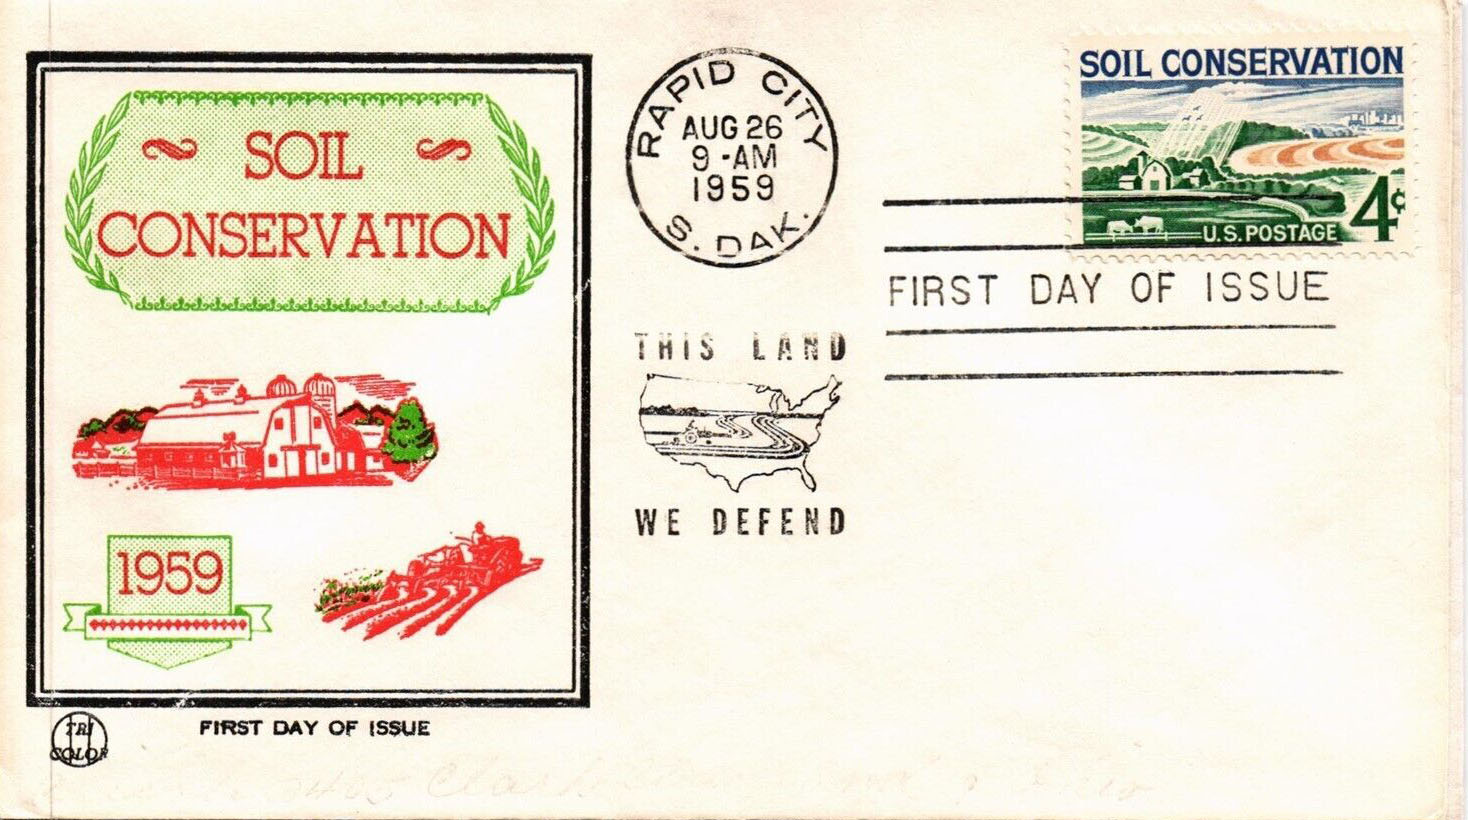 SOIL
CONSERVATION
1959
FIRST DAY OF ISSUE
TRI
COLOR
RAPID CITY
AUG 26
9 -AM
1959
S. DAK.
THIS LAND
WE DEFEND
SOIL CONSERVATION
4¢
U.S. POSTAGE
FIRST DAY OF ISSUE